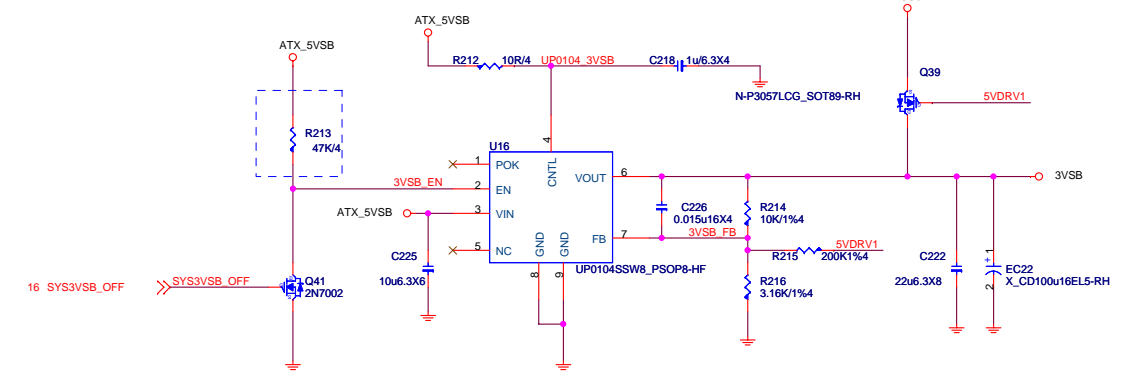 ATX_5VSB
ATX_5VSB
R212
10R/4
UP0104_3VSB
C218
1u/6.3X4
Q39
N-P3057LCG_SOT89-RH
5VDRV1
R213
47K/4
U16
4
CNTL
1
POK
2
EN
3
VIN
5
NC
VOUT
6
FB
7
GND
GND
8
9
3VSB_EN
ATX_5VSB
C225
10u6.3X6
UP0104SSW8_PSOP8-HF
C226
0.015u16X4
3VSB_FB
R214
10K/1%4
3VSB
5VDRV1
R215
200K1%4
R216
3.16K/1%4
C222
22u6.3X8
+
1
2
EC22
X_CD100u16EL5-RH
16 SYS3VSB_OFF
SYS3VSB_OFF
Q41
2N7002